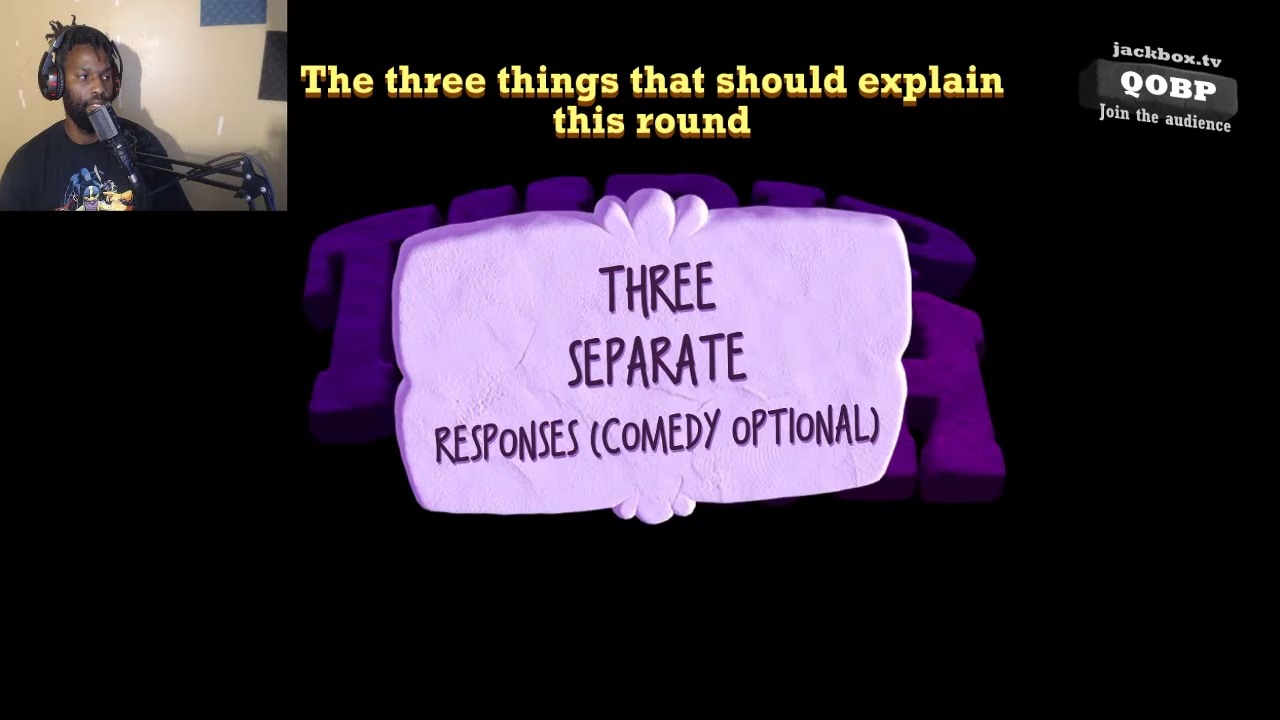 The three things that should explain
this round
jackbox.tv
QOBP
Join the audience
THREE
SEPARATE
RESPONSES (COMEDY OPTIONAL)